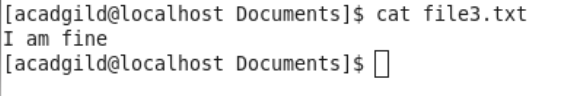 [acadgild@localhost Documents]$ cat file3.txt
I am fine
[acadgild@localhost Documents]$